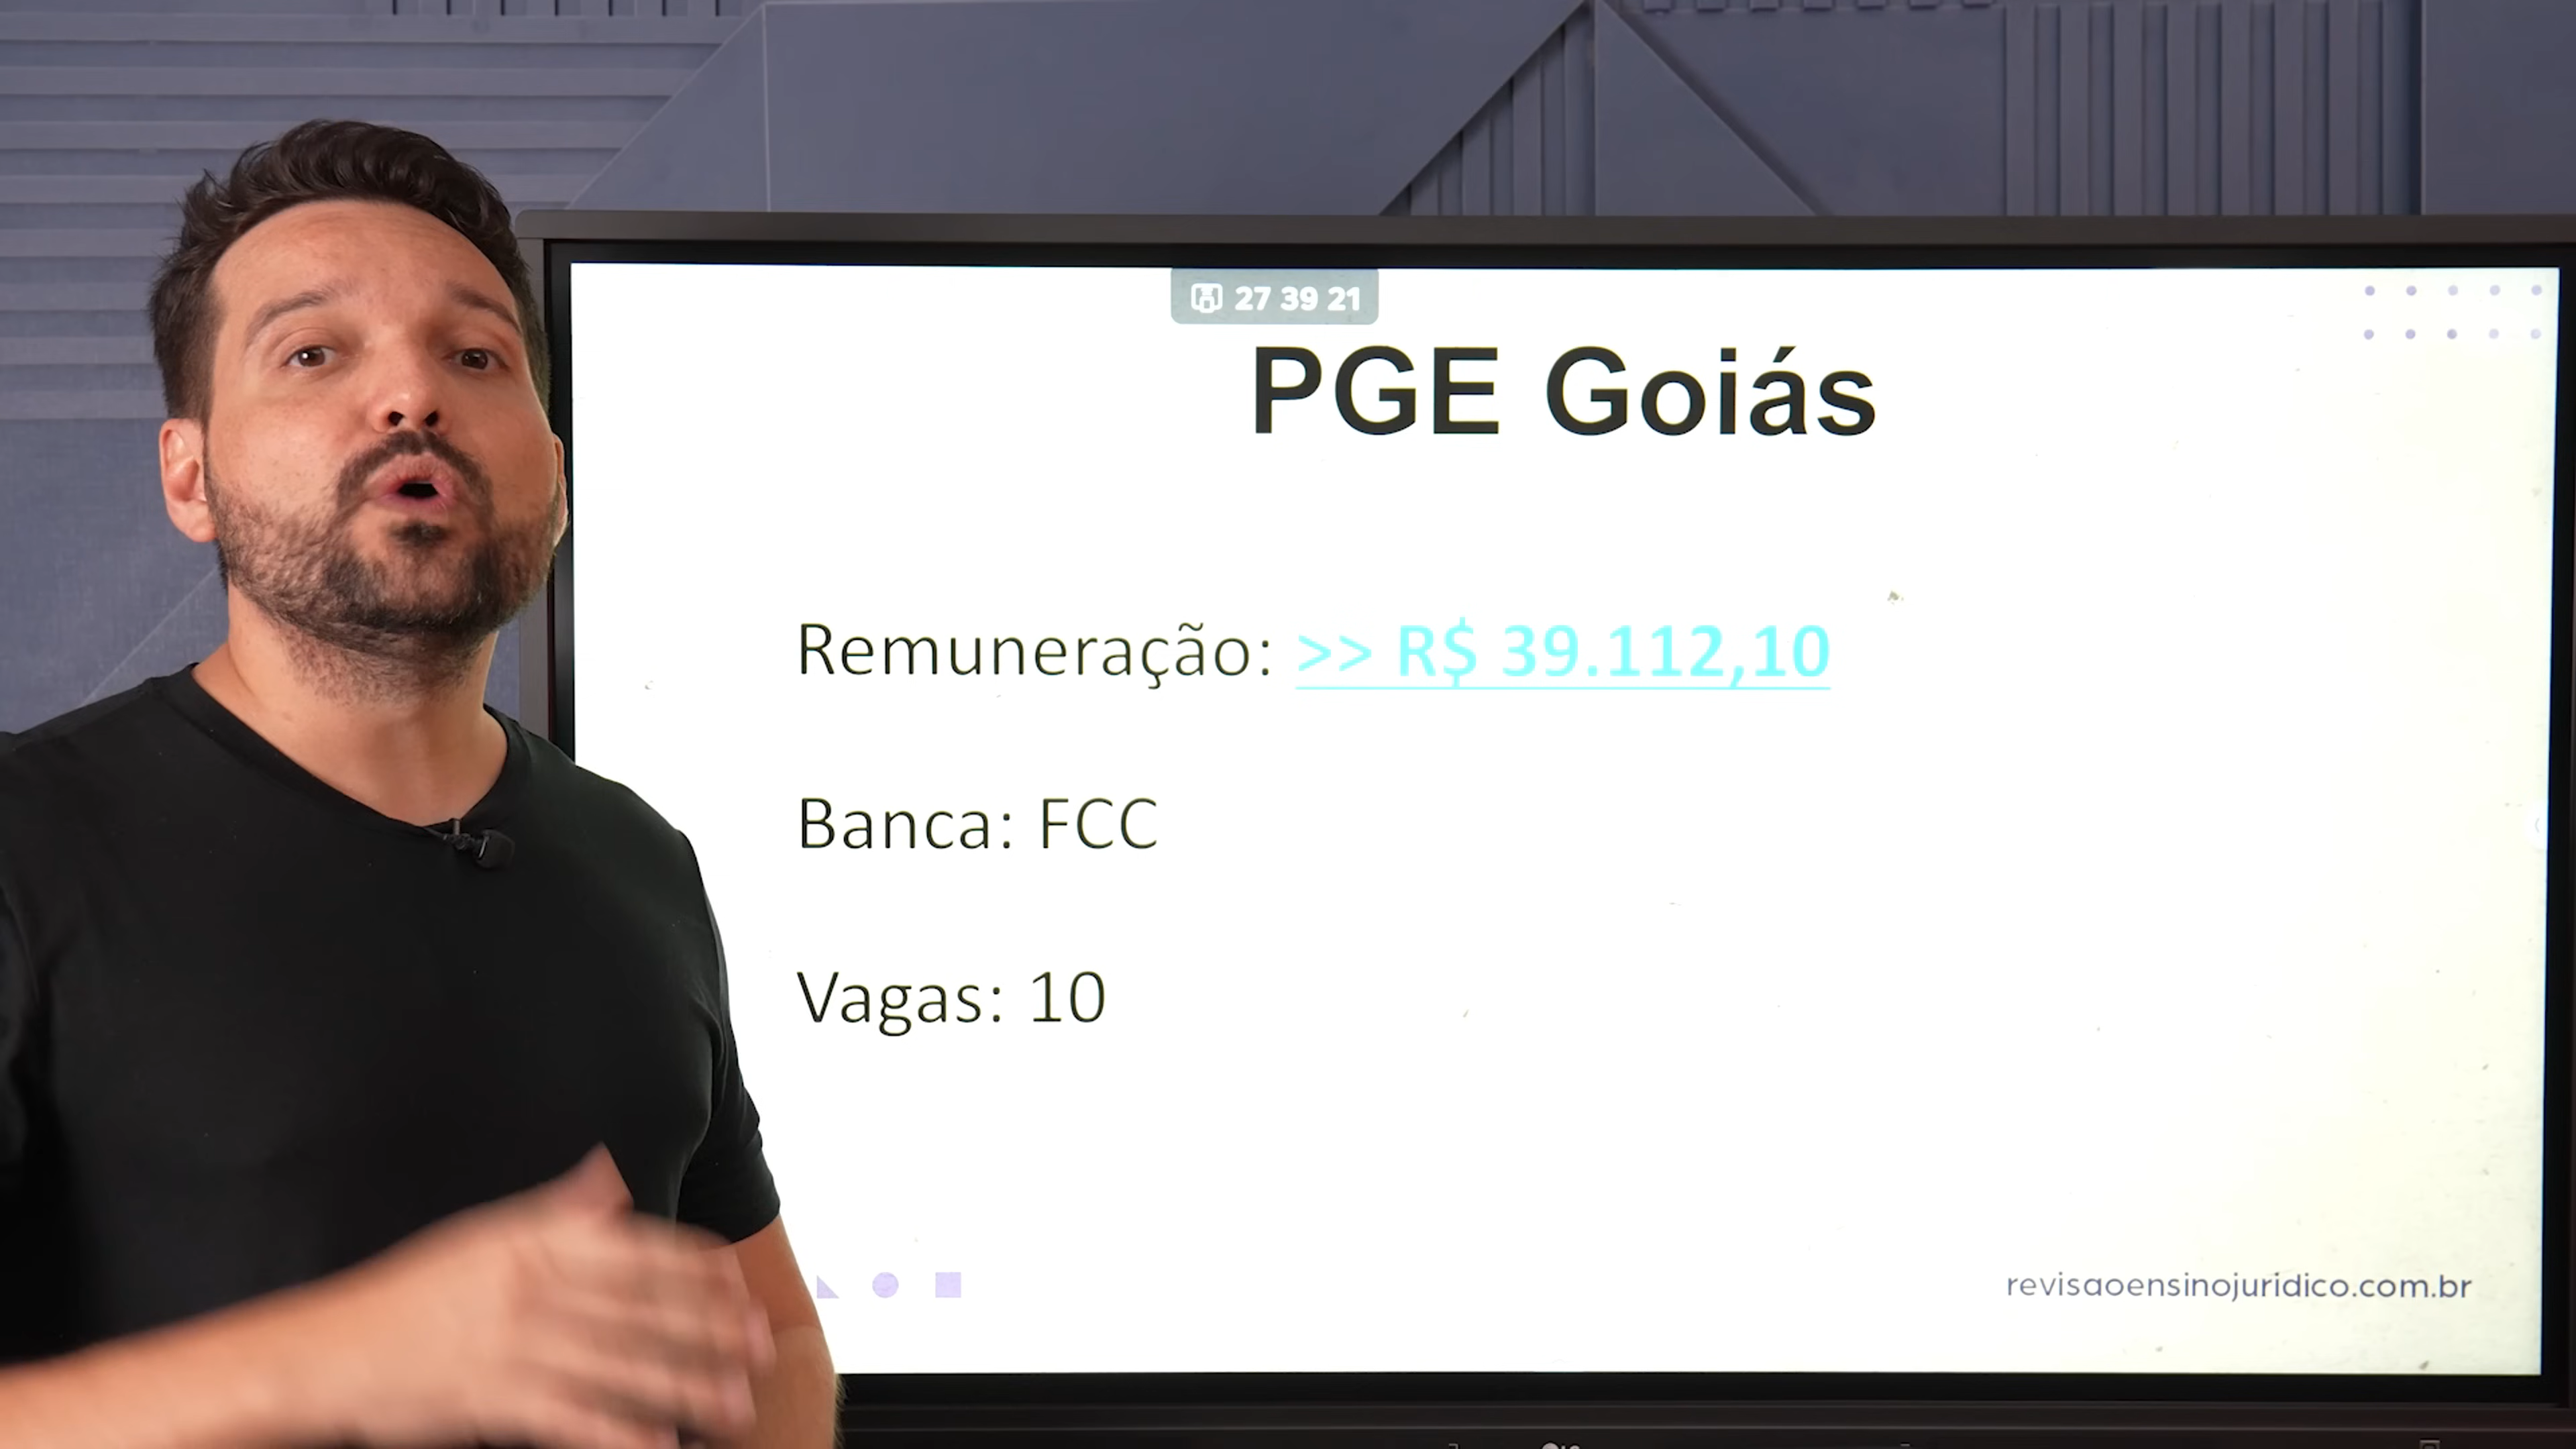 27 39 21
PGE Goiás
Remuneração: >> R$ 39.112,10
Banca: FCC
Vagas: 10
revisaoensinojuridico.com.br